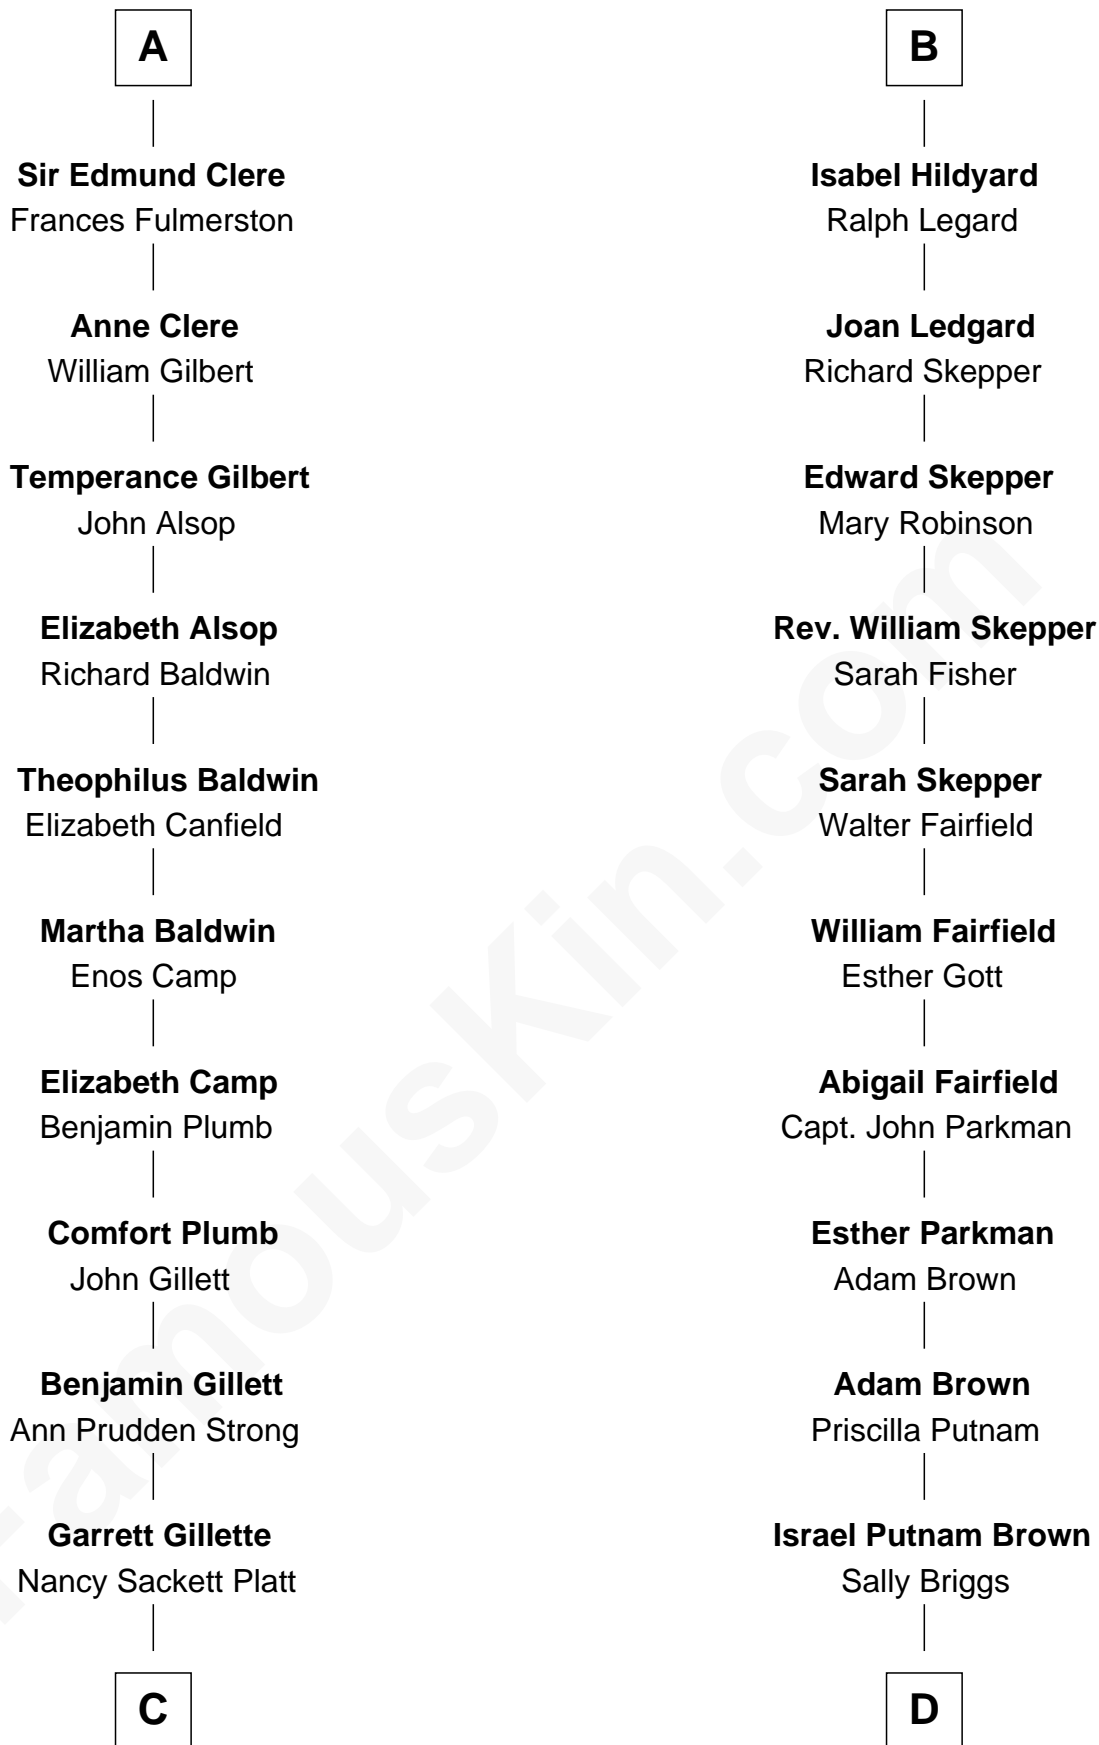 A
Sir Edmund Clere
Frances Fulmerston
Anne Clere
William Gilbert
Temperance Gilbert
John Alsop
Elizabeth Alsop
Richard Baldwin
Theophilus Baldwin
Elizabeth Canfield
Martha Baldwin
Enos Camp
Elizabeth Camp
Benjamin Plumb
Comfort Plumb
John Gillett
Benjamin Gillett
Ann Prudden Strong
Garrett Gillette
Nancy Sackett Platt
C
B
Isabel Hildyard
Ralph Legard
Joan Ledgard
Richard Skepper
Edward Skepper
Mary Robinson
Rev. William Skepper
Sarah Fisher
Sarah Skepper
Walter Fairfield
William Fairfield
Esther Gott
Abigail Fairfield
Capt. John Parkman
Esther Parkman
Adam Brown
Adam Brown
Priscilla Putnam
Israel Putnam Brown
Sally Briggs
D
FamousKin.com